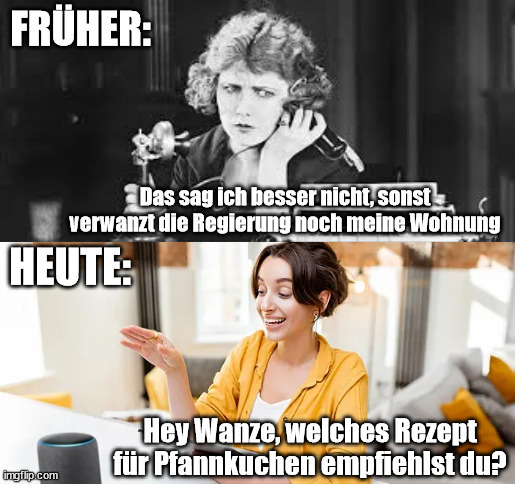 FRÜHER:
Das sag ich besser nicht, sonst
verwanzt die Regierung noch meine Wohnung
HEUTE:
Hey Wanze, welches Rezept
für Pfannkuchen empfiehlst du?
imgflip.com